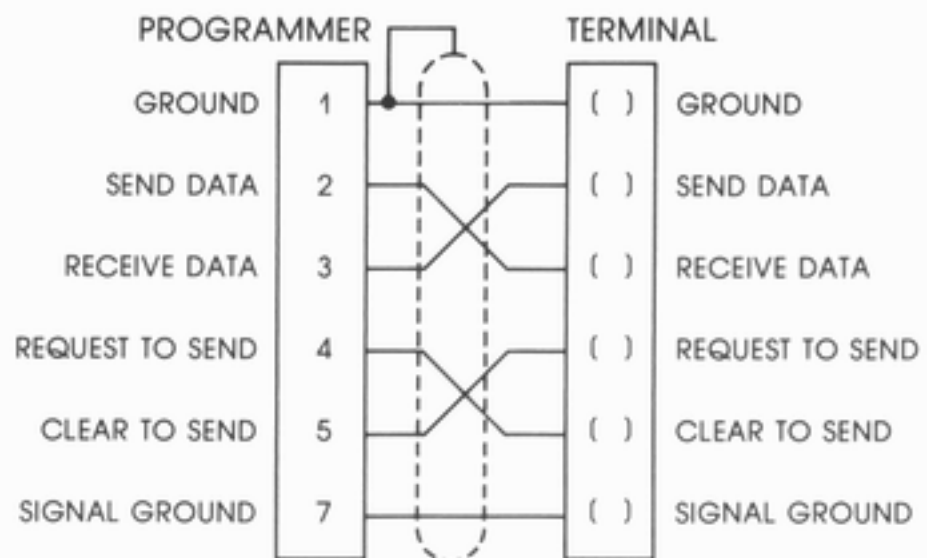 PROGRAMMER TERMINAL
GROUND 1 ( ) GROUND
SEND DATA 2 ( ) SEND DATA
RECEIVE DATA 3 ( ) RECEIVE DATA
REQUEST TO SEND 4 ( ) REQUEST TO SEND
CLEAR TO SEND 5 ( ) CLEAR TO SEND
SIGNAL GROUND 7 ( ) SIGNAL GROUND